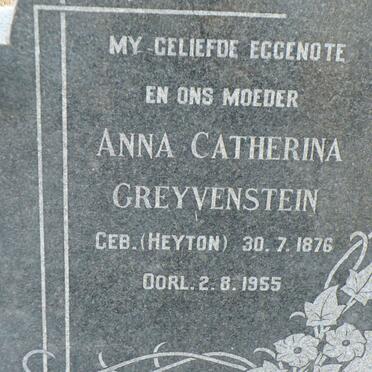 MY GELIEFDE EGGENOTE
EN ONS MOEDER
ANNA CATHERINA
GREYVENSTEIN
GEB. (HEYTON) 30. 7. 1876
OORL. 2. 8. 1955